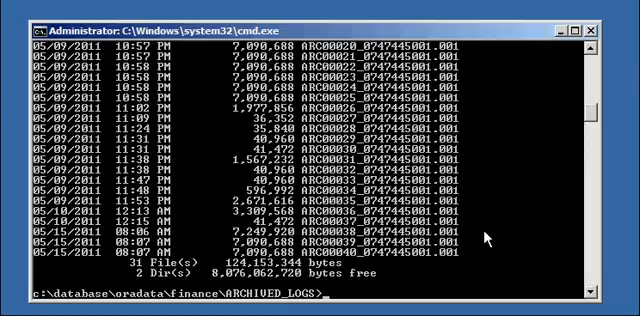 Administrator: C:\Windows\system32\cmd.exe
05/09/2011 10:57 PM 7,090,688 ARC00020_0747445001.001
05/09/2011 10:57 PM 7,090,688 ARC00021_0747445001.001
05/09/2011 10:58 PM 7,090,688 ARC00022_0747445001.001
05/09/2011 10:58 PM 7,090,688 ARC00023_0747445001.001
05/09/2011 10:58 PM 7,090,688 ARC00024_0747445001.001
05/09/2011 10:58 PM 7,090,688 ARC00025_0747445001.001
05/09/2011 11:02 PM 1,977,856 ARC00026_0747445001.001
05/09/2011 11:09 PM 36,352 ARC00027_0747445001.001
05/09/2011 11:24 PM 35,840 ARC00028_0747445001.001
05/09/2011 11:31 PM 40,960 ARC00029_0747445001.001
05/09/2011 11:31 PM 41,472 ARC00030_0747445001.001
05/09/2011 11:38 PM 1,567,232 ARC00031_0747445001.001
05/09/2011 11:38 PM 40,960 ARC00032_0747445001.001
05/09/2011 11:47 PM 40,960 ARC00033_0747445001.001
05/09/2011 11:48 PM 596,992 ARC00034_0747445001.001
05/09/2011 11:53 PM 2,671,616 ARC00035_0747445001.001
05/10/2011 12:13 AM 3,309,568 ARC00036_0747445001.001
05/10/2011 12:15 AM 41,472 ARC00037_0747445001.001
05/15/2011 08:06 AM 7,249,920 ARC00038_0747445001.001
05/15/2011 08:07 AM 7,090,688 ARC00039_0747445001.001
05/15/2011 08:07 AM 7,090,688 ARC00040_0747445001.001
31 File(s) 124,153,344 bytes
2 Dir(s) 8,076,062,720 bytes free
c:\database\oradata\finance\ARCHIVED_LOGS>_